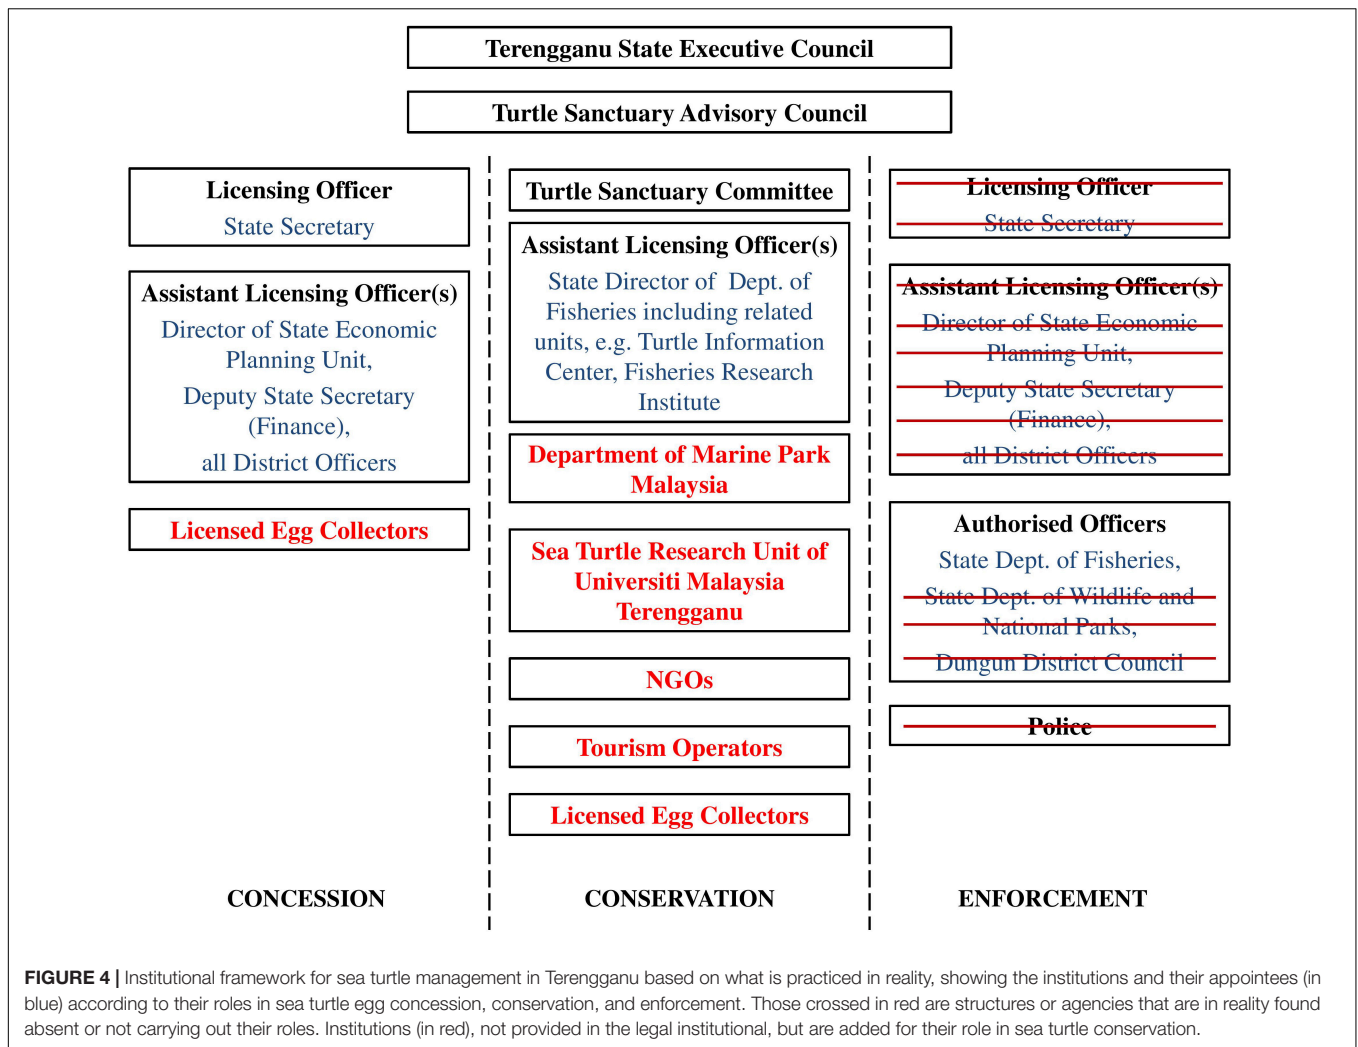 Terengganu State Executive Council
Turtle Sanctuary Advisory Council
Licensing Officer
State Secretary
Assistant Licensing Officer(s)
Director of State Economic
Planning Unit,
Deputy State Secretary
(Finance),
all District Officers
Licensed Egg Collectors
CONCESSION
Turtle Sanctuary Committee
Assistant Licensing Officer(s)
State Director of Dept. of
Fisheries including related
units, e.g. Turtle Information
Center, Fisheries Research
Institute
Department of Marine Park
Malaysia
Sea Turtle Research Unit of
Universiti Malaysia
Terengganu
NGOs
Tourism Operators
Licensed Egg Collectors
CONSERVATION
Licensing Officer
State Secretary
Assistant Licensing Officer(s)
Director of State Economic
Planning Unit,
Deputy State Secretary
(Finance),
all District Officers
Authorised Officers
State Dept. of Fisheries,
State Dept. of Wildlife and
National Parks,
Dungun District Council
Police
ENFORCEMENT
FIGURE 4 | Institutional framework for sea turtle management in Terengganu based on what is practiced in reality, showing the institutions and their appointees (in
blue) according to their roles in sea turtle egg concession, conservation, and enforcement. Those crossed in red are structures or agencies that are in reality found
absent or not carrying out their roles. Institutions (in red), not provided in the legal institutional, but are added for their role in sea turtle conservation.